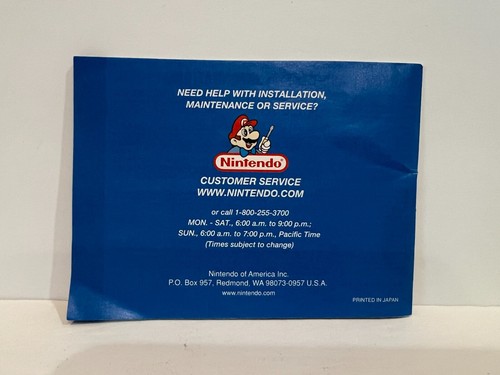 NEED HELP WITH INSTALLATION,
MAINTENANCE OR SERVICE?
Nintendo®
CUSTOMER SERVICE
WWW.NINTENDO.COM
or call 1-800-255-3700
MON. - SAT., 6:00 a.m. to 9:00 p.m.;
SUN., 6:00 a.m. to 7:00 p.m., Pacific Time
(Times subject to change)
Nintendo of America Inc.
P.O. Box 957, Redmond, WA 98073-0957 U.S.A.
www.nintendo.com
PRINTED IN JAPAN